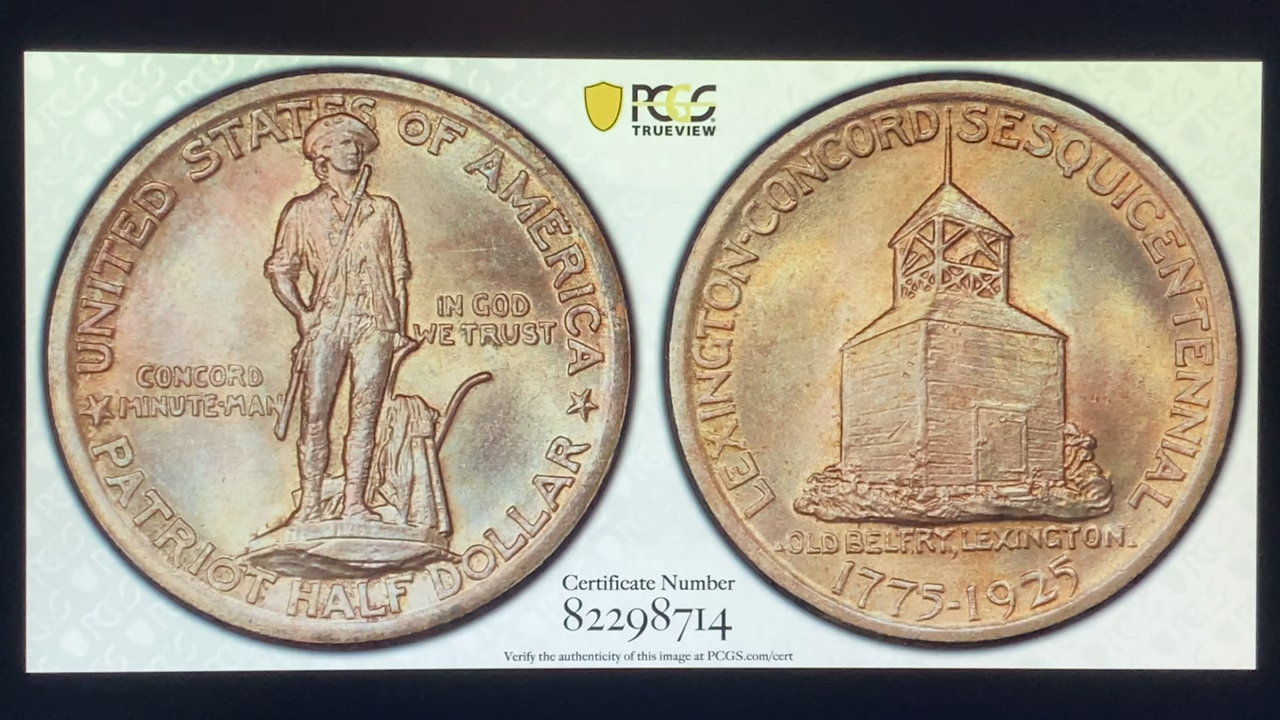 PCGS
TRUEVIEW
UNITED STATES OF AMERICA
IN GOD
WE TRUST
CONCORD
MINUTE-MAN
PATRIOT HALF DOLLAR
LEXINGTON-CONCORD SESQUICENTENNIAL
OLD BELFRY, LEXINGTON
1775-1925
Certificate Number
82298714
Verify the authenticity of this image at PCGS.com/cert